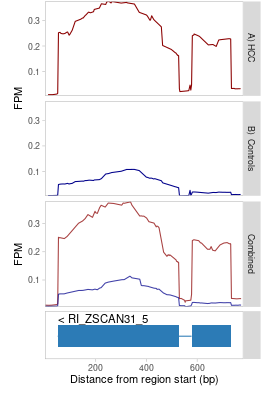 0.3
0.2
0.1
A) HCC
FPM
0.3
0.2
0.1
B) Controls
0.3
0.2
0.1
FPM
Combined
< RI_ZSCAN31_5
200
400
600
Distance from region start (bp)